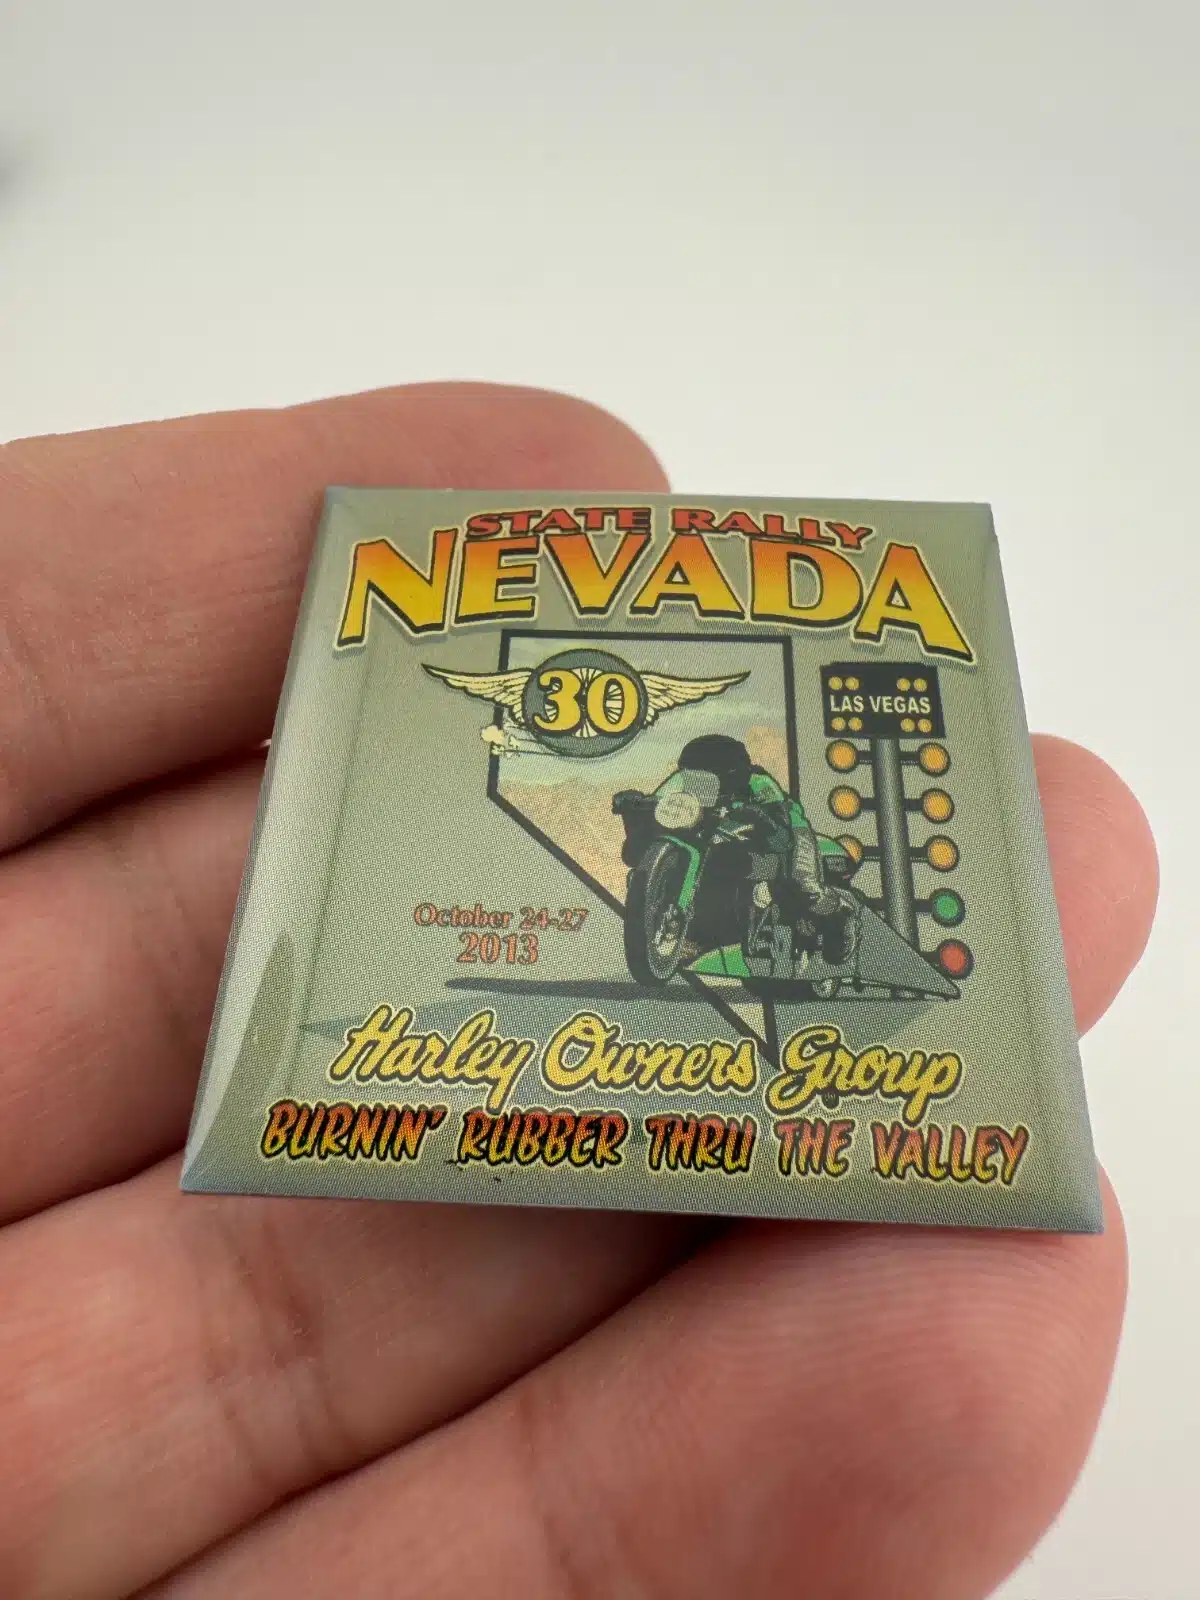 STATE RALLY
NEVADA
30
LAS VEGAS
October 24-27
2013
Harley Owners Group
BURNIN' RUBBER THRU THE VALLEY